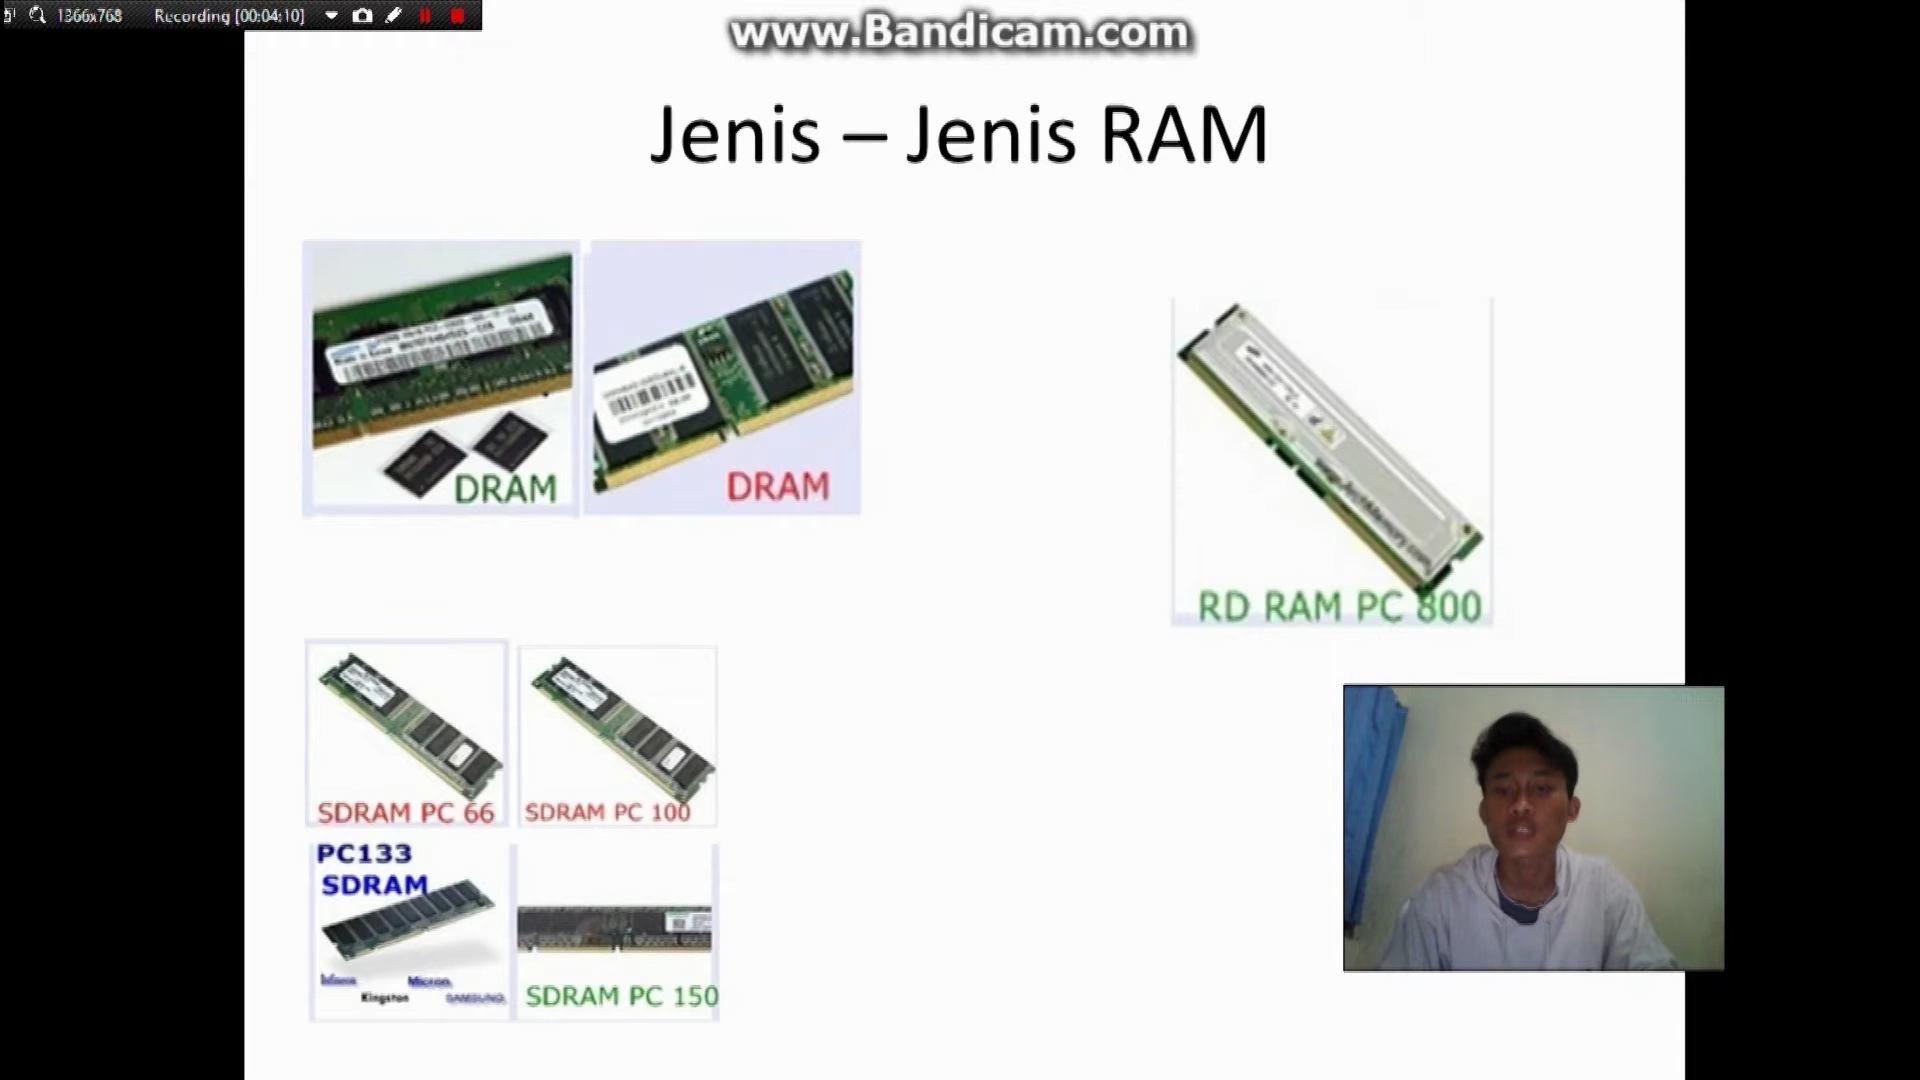 1366x768 Recording [00:04:10]
www.Bandicam.com
Jenis – Jenis RAM
DRAM
DRAM
RD RAM PC 800
SDRAM PC 66
SDRAM PC 100
PC133
SDRAM
Micron
Kingston
SAMSUNG
SDRAM PC 150